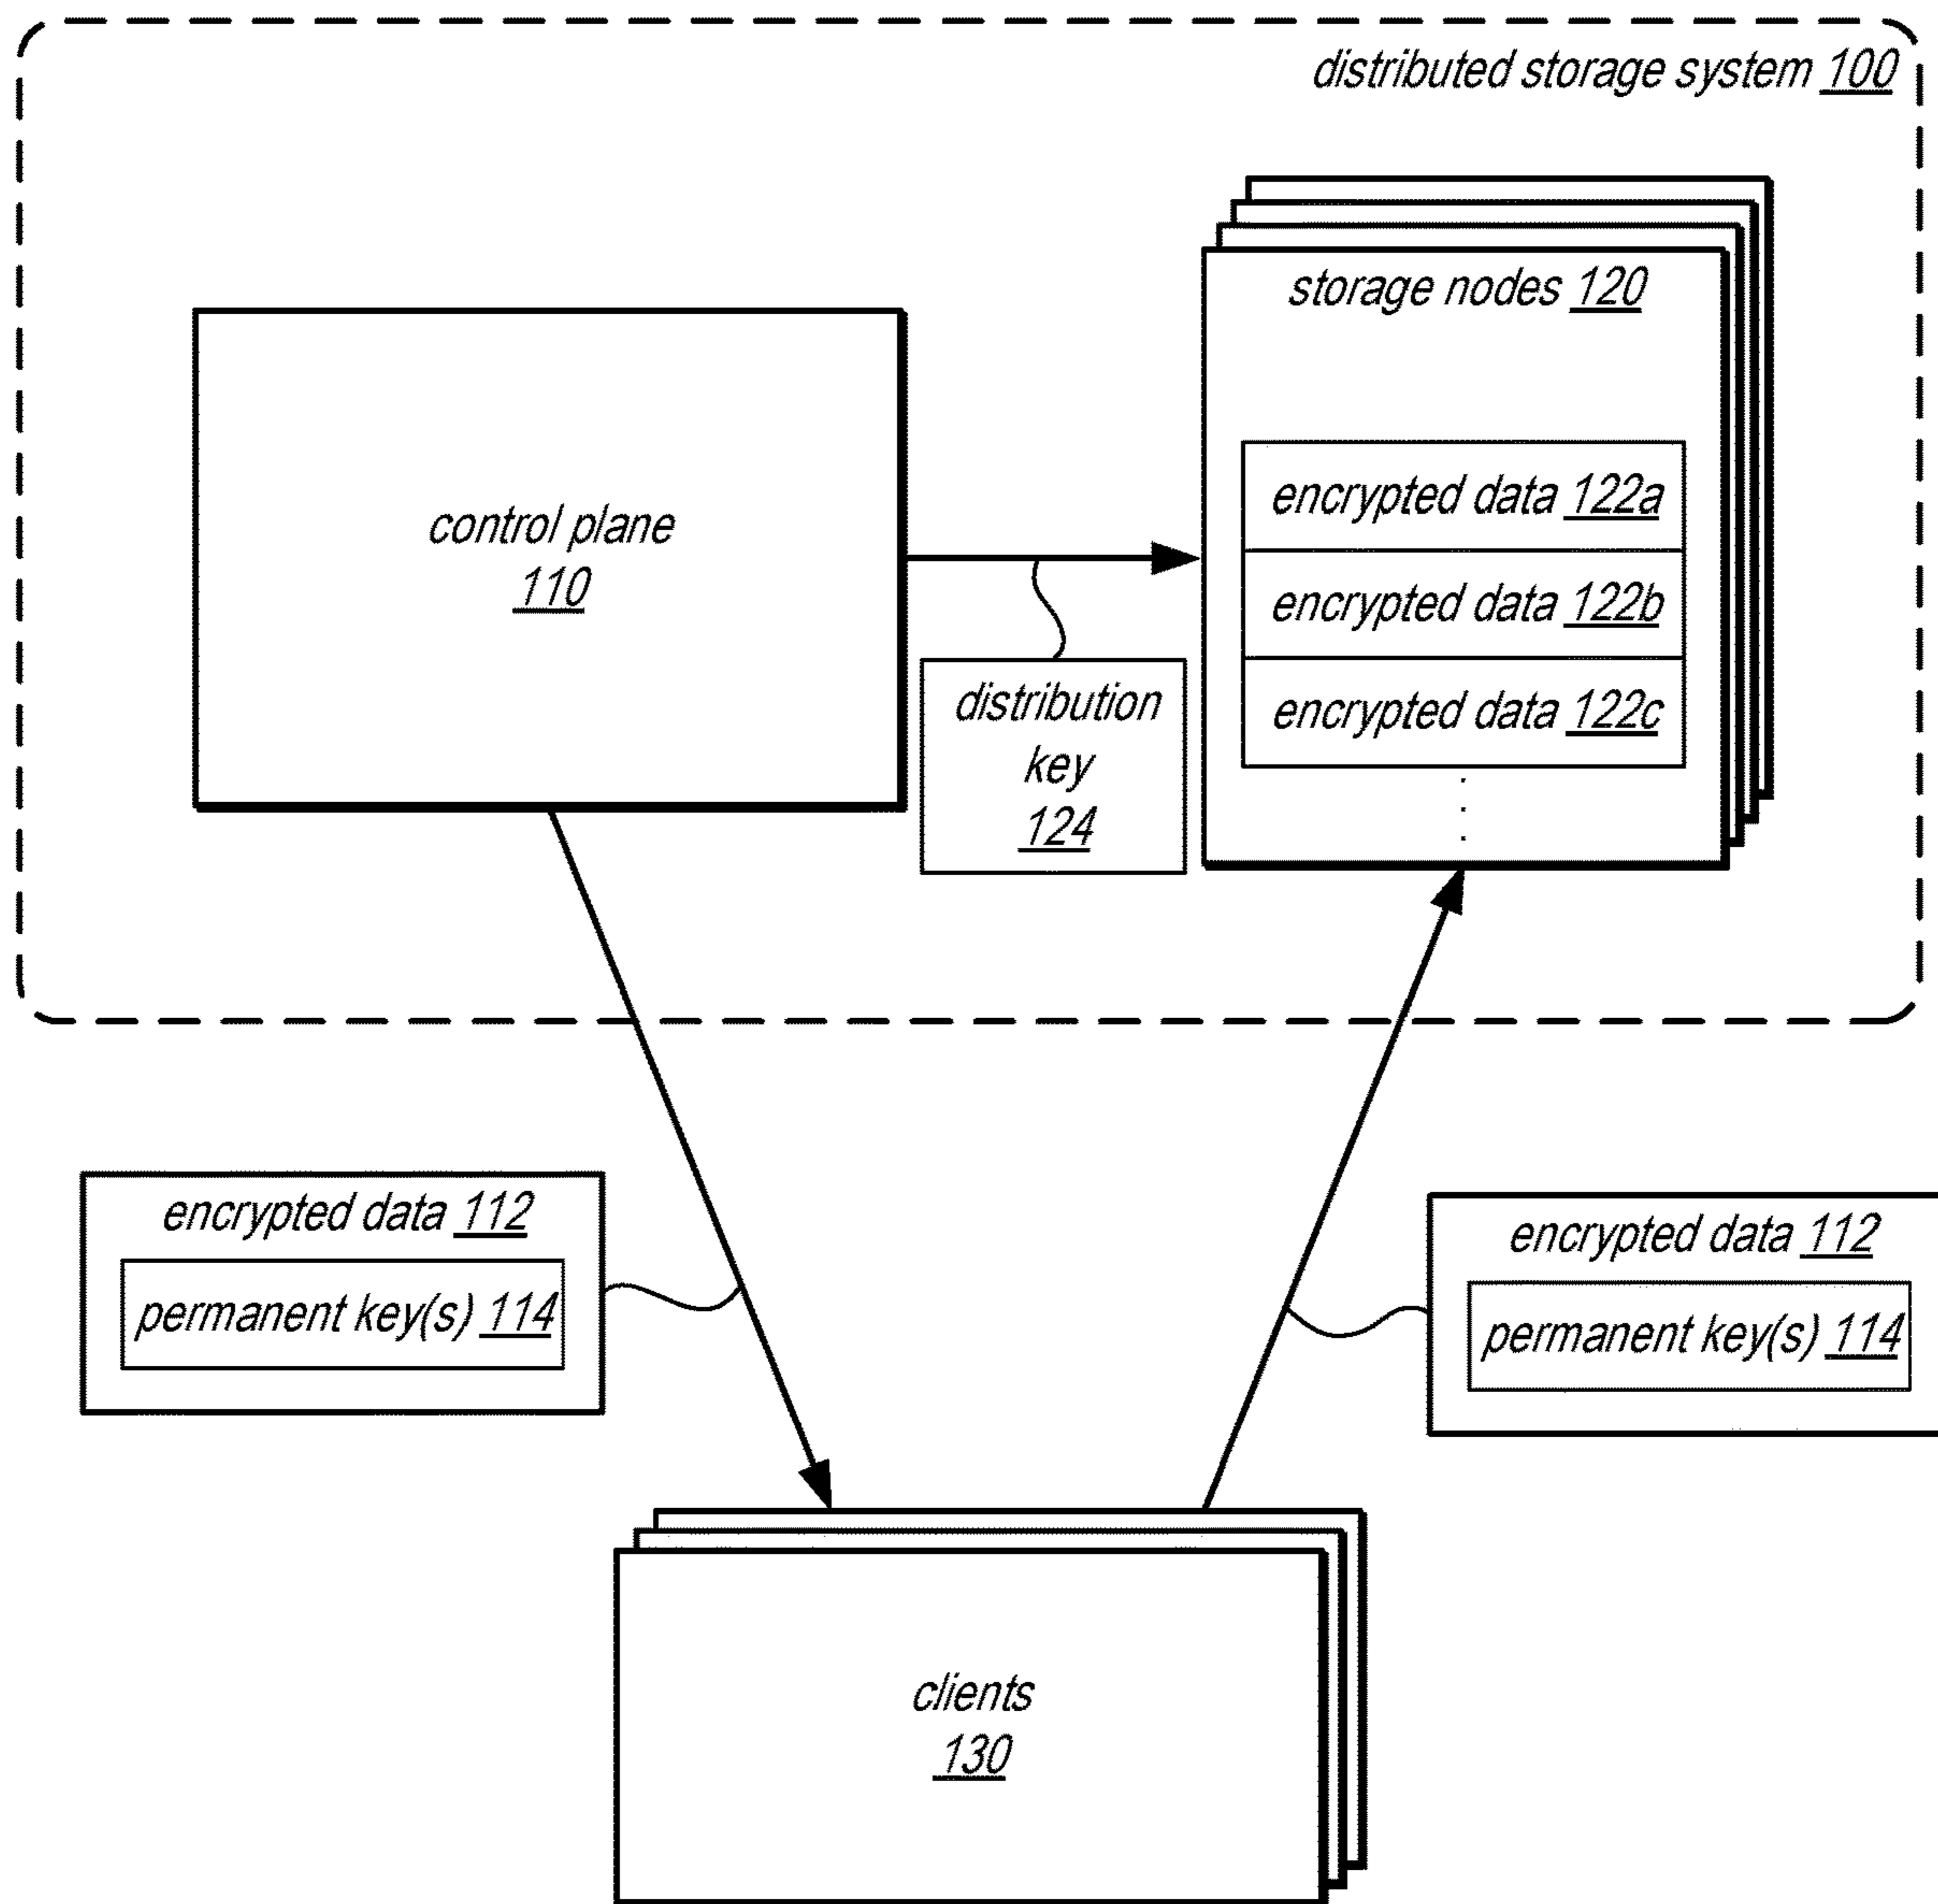 distributed storage system 100
storage nodes 120
control plane
110
encrypted data 122a
encrypted data 122b
encrypted data 122c
distribution
key
124
encrypted data 112
permanent key(s) 114
encrypted data 112
permanent key(s) 114
clients
130